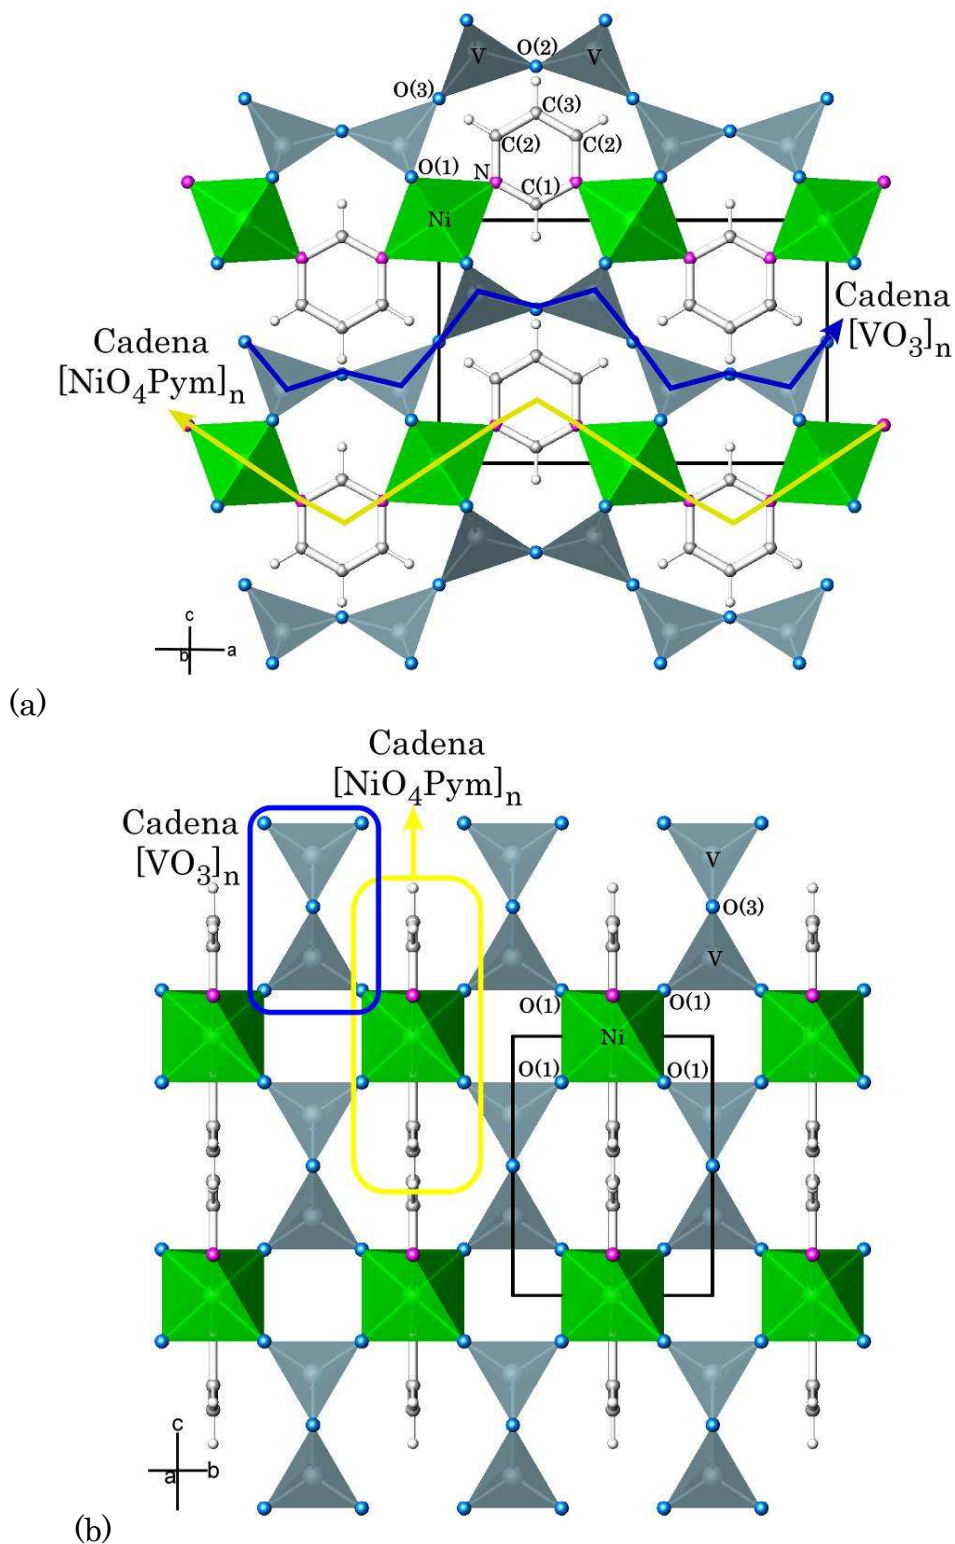 V
O(2)
V
O(3)
C(3)
C(2)
C(2)
O(1)
N
C(1)
Ni
Cadena
[VO3]n
Cadena
[NiO4Pym]n
c
b
a
(a)
Cadena
[NiO4Pym]n
Cadena
[VO3]n
V
O(3)
V
O(1)
O(1)
Ni
O(1)
O(1)
c
a
b
(b)